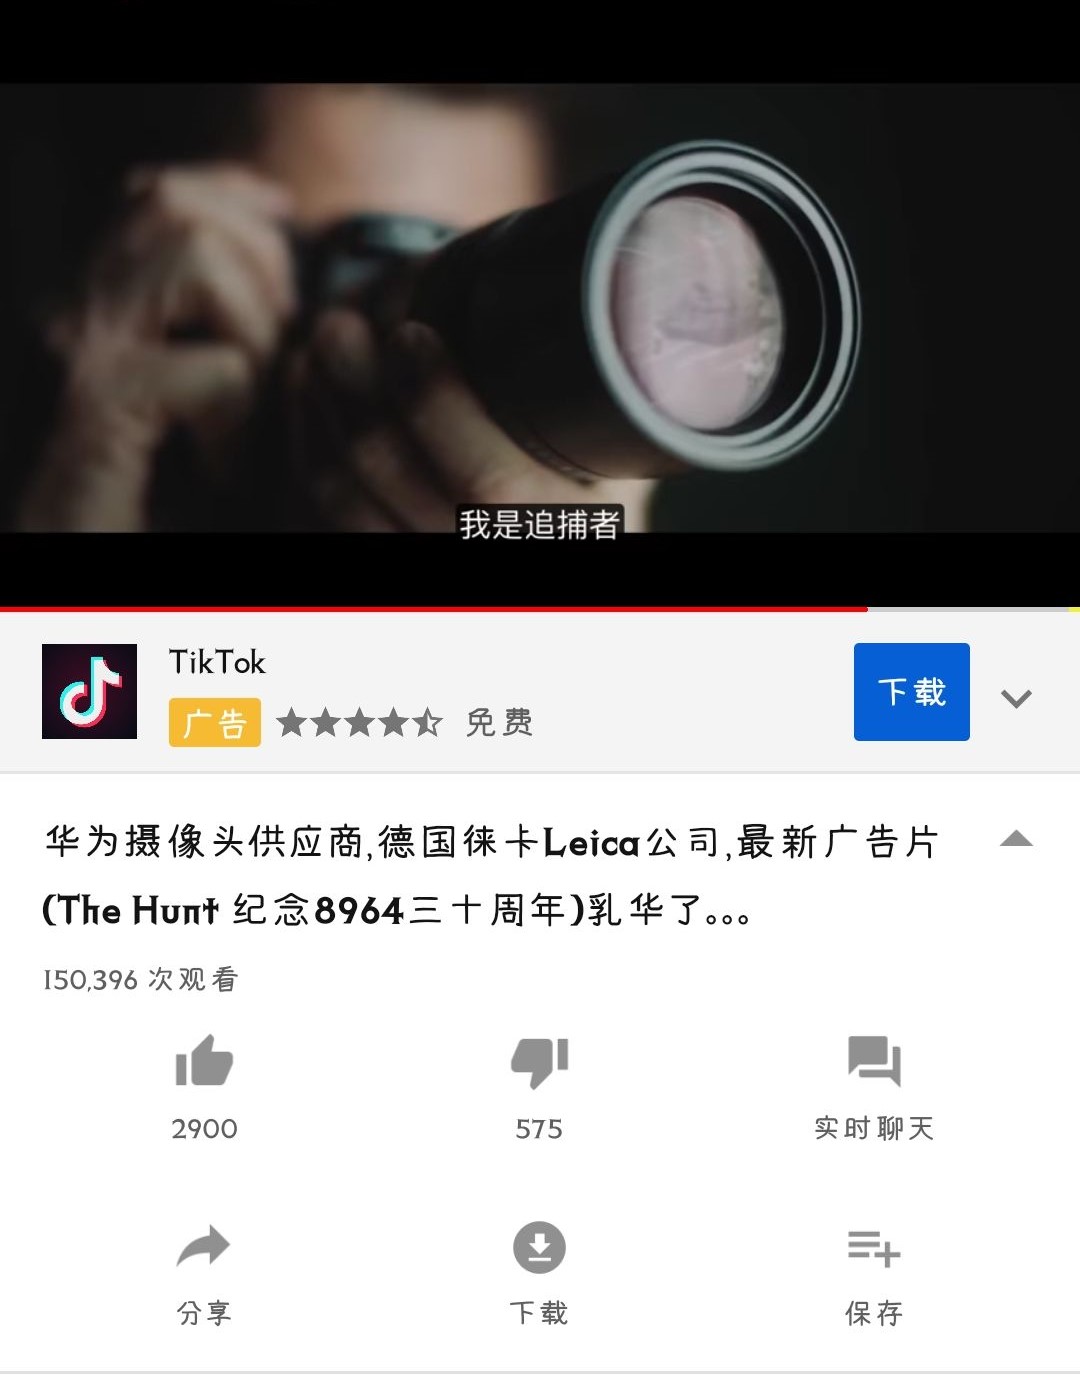 我是追捕者
TikTok
下载
广告 免费
华为摄像头供应商,德国徕卡Leica公司,最新广告片
(The Hunt 纪念8964三十周年)乳华了。。。
150,396 次观看
2900
575
实时聊天
分享
下载
保存